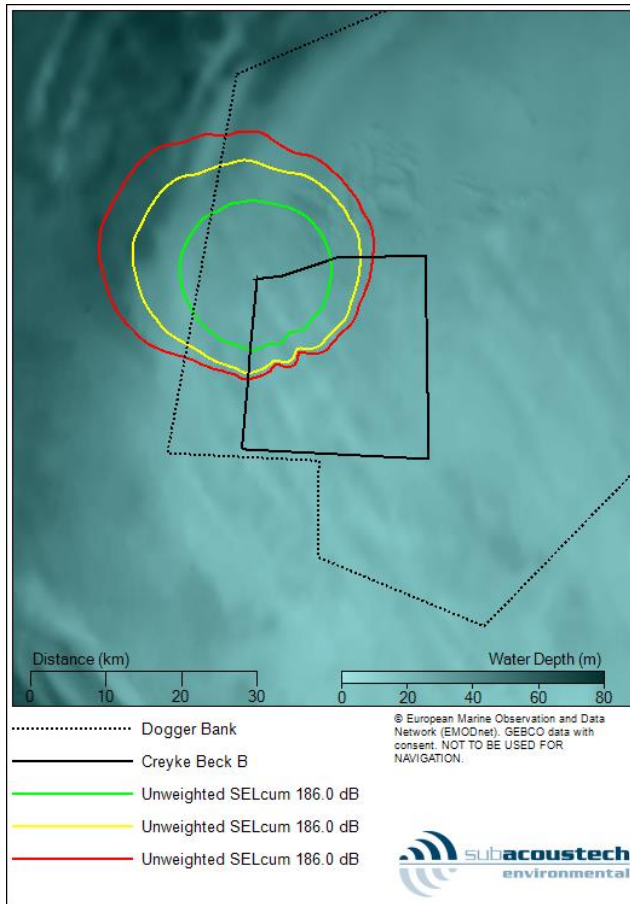 Distance (km)
0 10 20 30
Water Depth (m)
0 20 40 60 80
Dogger Bank
Creyke Beck B
Unweighted SELcum 186.0 dB
Unweighted SELcum 186.0 dB
Unweighted SELcum 186.0 dB
© European Marine Observation and Data
Network (EMODnet). GEBCO data with
consent. NOT TO BE USED FOR
NAVIGATION.
subacoustech
environmental